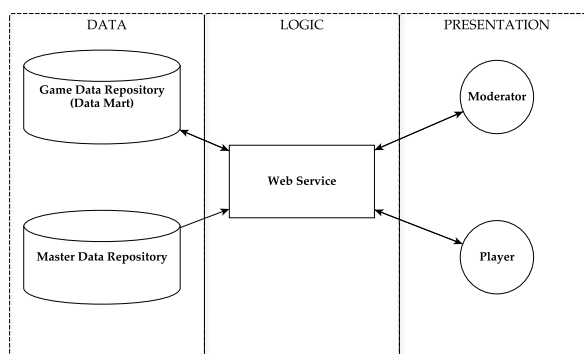 DATA
LOGIC
PRESENTATION
Game Data Repository
(Data Mart)
Moderator
Web Service
Master Data Repository
Player